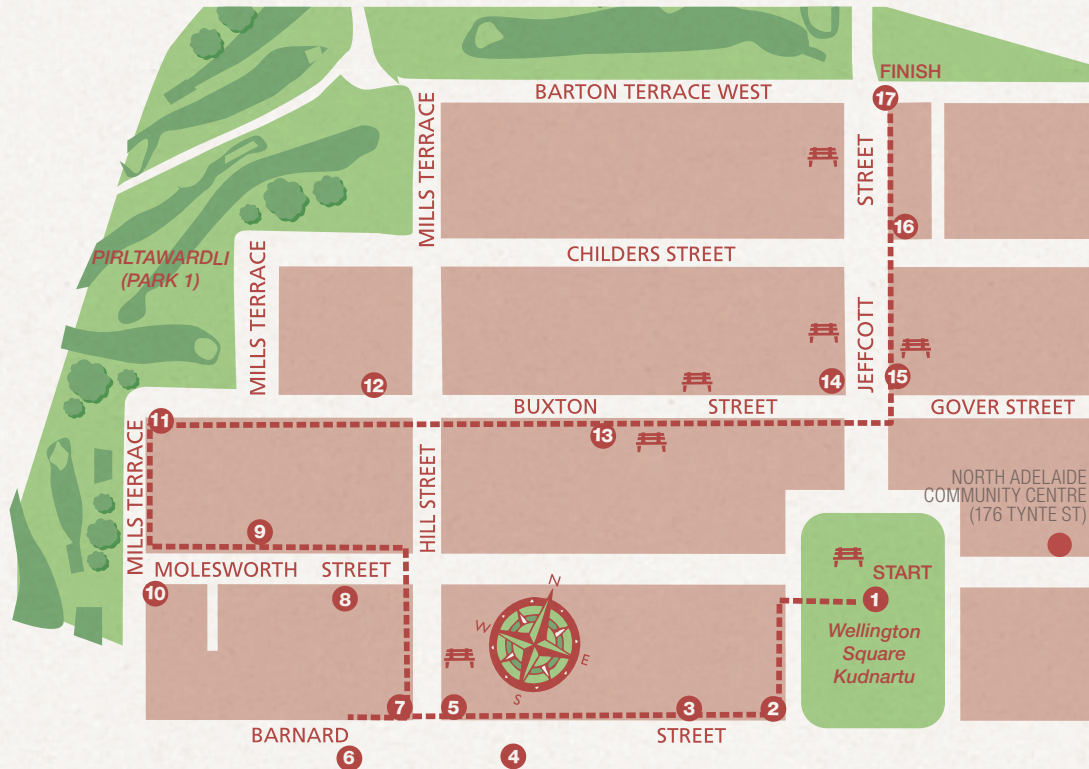 FINISH
BARTON TERRACE WEST
17
MILLS TERRACE
STREET
16
PIRLTAWARDLI
(PARK 1)
CHILDERS STREET
MILLS TERRACE
JEFFCOTT
12
14
15
BUXTON STREET
GOVER STREET
11
13
MILLS TERRACE
HILL STREET
NORTH ADELAIDE
COMMUNITY CENTRE
(176 TYNTE ST)
9
MOLESWORTH STREET
START
10
8
1
N
W
E
S
Wellington
Square
Kudnartu
7
5
3
2
BARNARD STREET
6
4